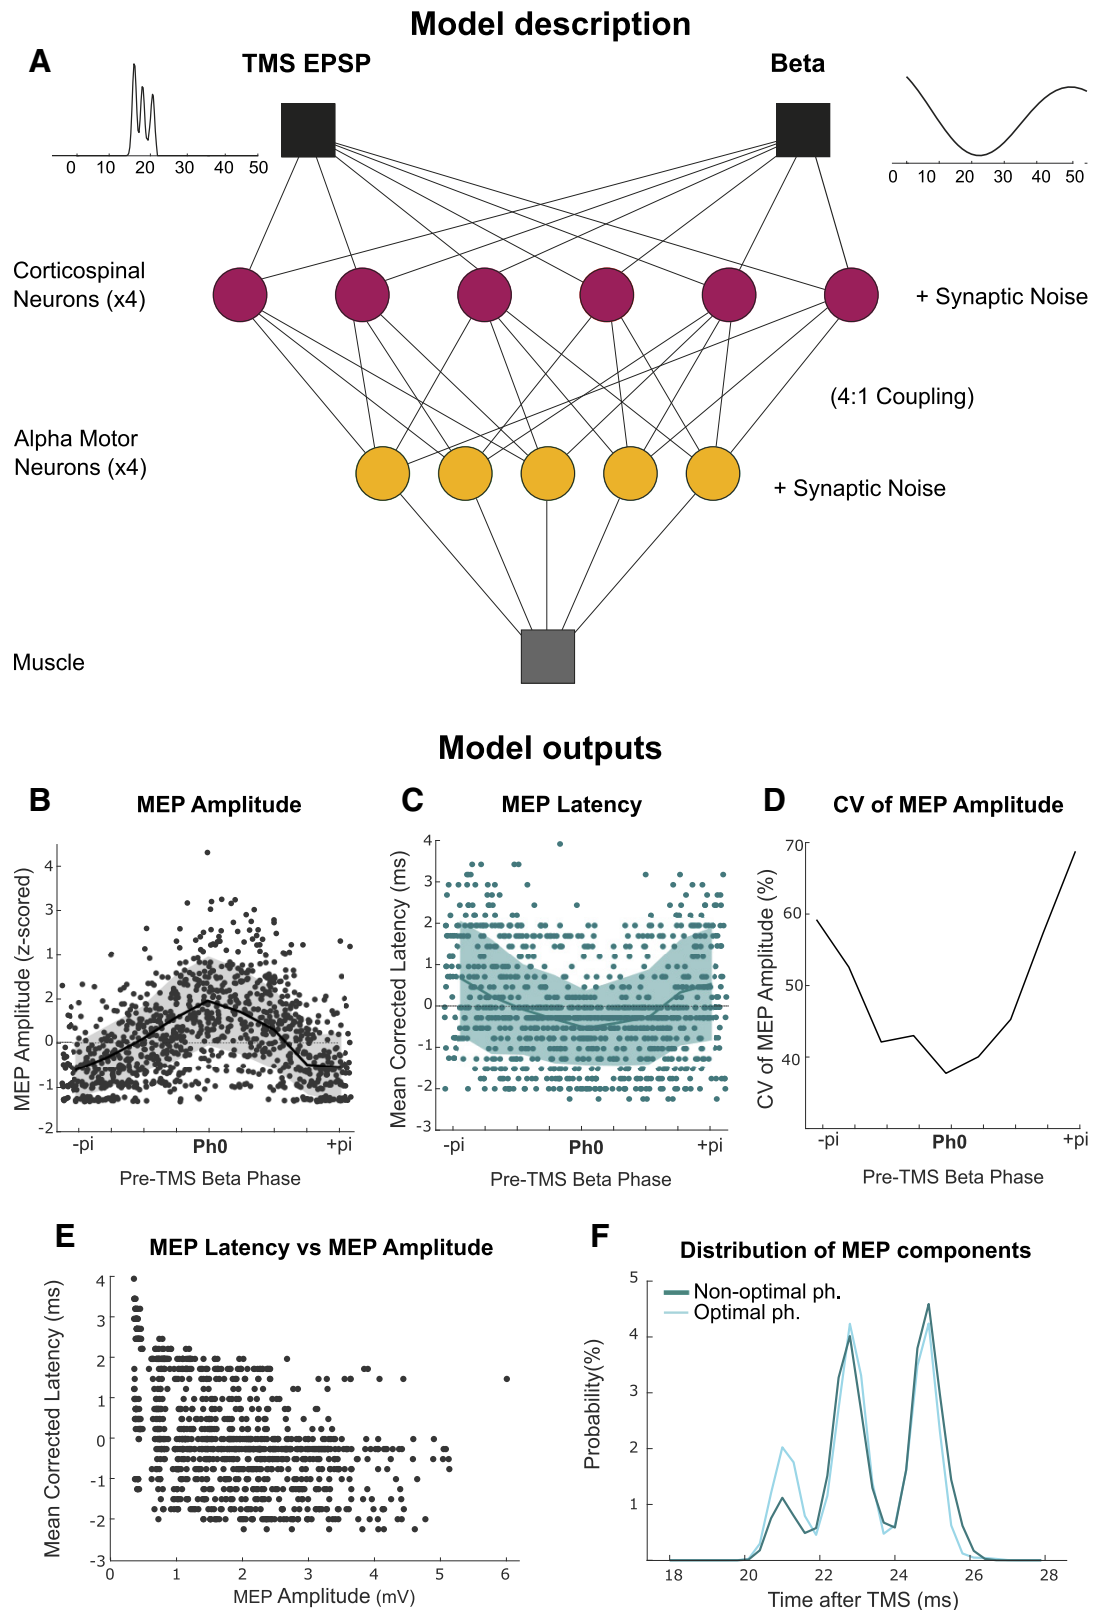 Model description
A
TMS EPSP
Beta
0 10 20 30 40 50
0 10 20 30 40 50
Corticospinal
Neurons (x4)
+ Synaptic Noise
(4:1 Coupling)
Alpha Motor
Neurons (x4)
+ Synaptic Noise
Muscle
Model outputs
B
MEP Amplitude
MEP Amplitude (z-scored)
4
3
1
2
0
-1
-2
-pi Ph0 +pi
Pre-TMS Beta Phase
C
MEP Latency
Mean Corrected Latency (ms)
4
3
2
1
0
-1
-2
-3
-pi Ph0 +pi
Pre-TMS Beta Phase
D
CV of MEP Amplitude
CV of MEP Amplitude (%)
70
60
50
40
-pi Ph0 +pi
Pre-TMS Beta Phase
E
MEP Latency vs MEP Amplitude
Mean Corrected Latency (ms)
4
3
2
1
0
-1
-2
-3
0 1 2 3 4 5 6
MEP Amplitude (mV)
F
Distribution of MEP components
Non-optimal ph.
Optimal ph.
Probability(%)
5
4
3
2
1
18 20 22 24 26 28
Time after TMS (ms)